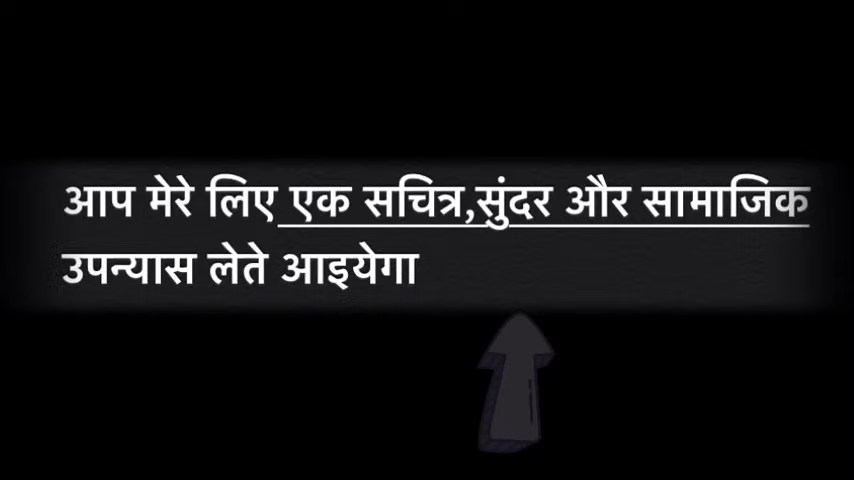 आप मेरे लिए एक सचित्र,सुंदर और सामाजिक
उपन्यास लेते आइयेगा